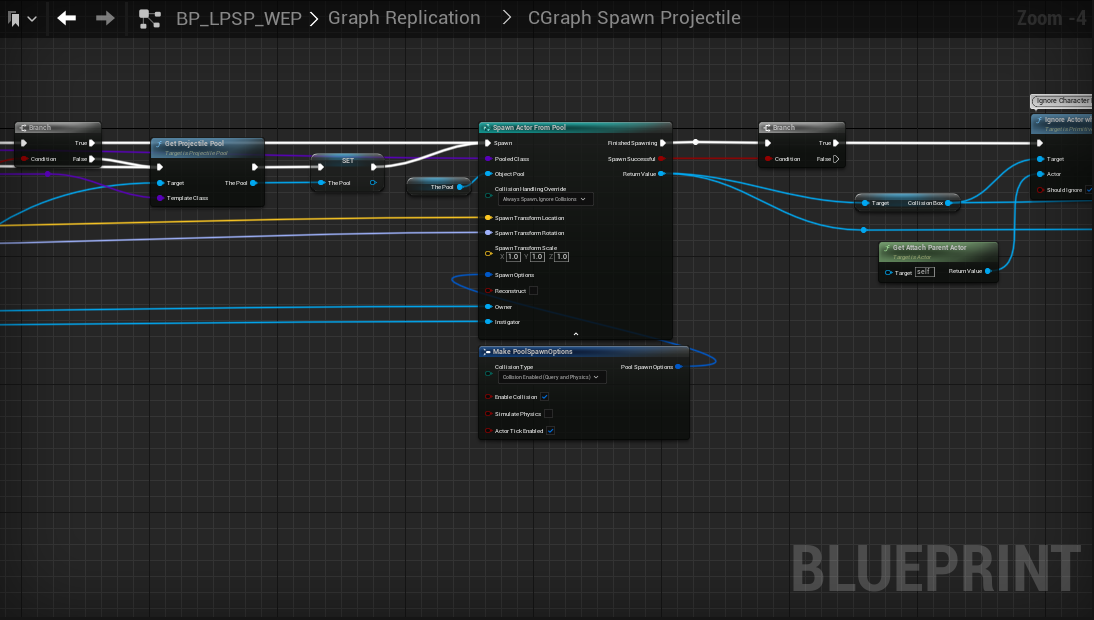 BP_LPSP_WEP > Graph Replication > CGraph Spawn Projectile
Zoom -4
Branch
True
Condition
False
Get Projectile Pool
Target is Projectile Pool
Target
The Pool
Template Class
SET
The Pool
The Pool
Spawn Actor From Pool
Spawn
Finished Spawning
Pooled Class
Spawn Successful
Object Pool
Return Value
Collision Handling Override
Always Spawn, Ignore Collisions
Spawn Transform Location
Spawn Transform Rotation
Spawn Transform Scale
X 1.0 Y 1.0 Z 1.0
Spawn Options
Reconstruct
Owner
Instigator
Make PoolSpawnOptions
Collision Type
Pool Spawn Options
Collision Enabled (Query and Physics)
Enable Collision
Simulate Physics
Actor Tick Enabled
Branch
True
Condition
False
Target
Collision Box
Get Attach Parent Actor
Target is Actor
Target self
Return Value
Ignore Character
Ignore Actor
Target is
Target
Actor
Should Ignore
BLUEPRINT